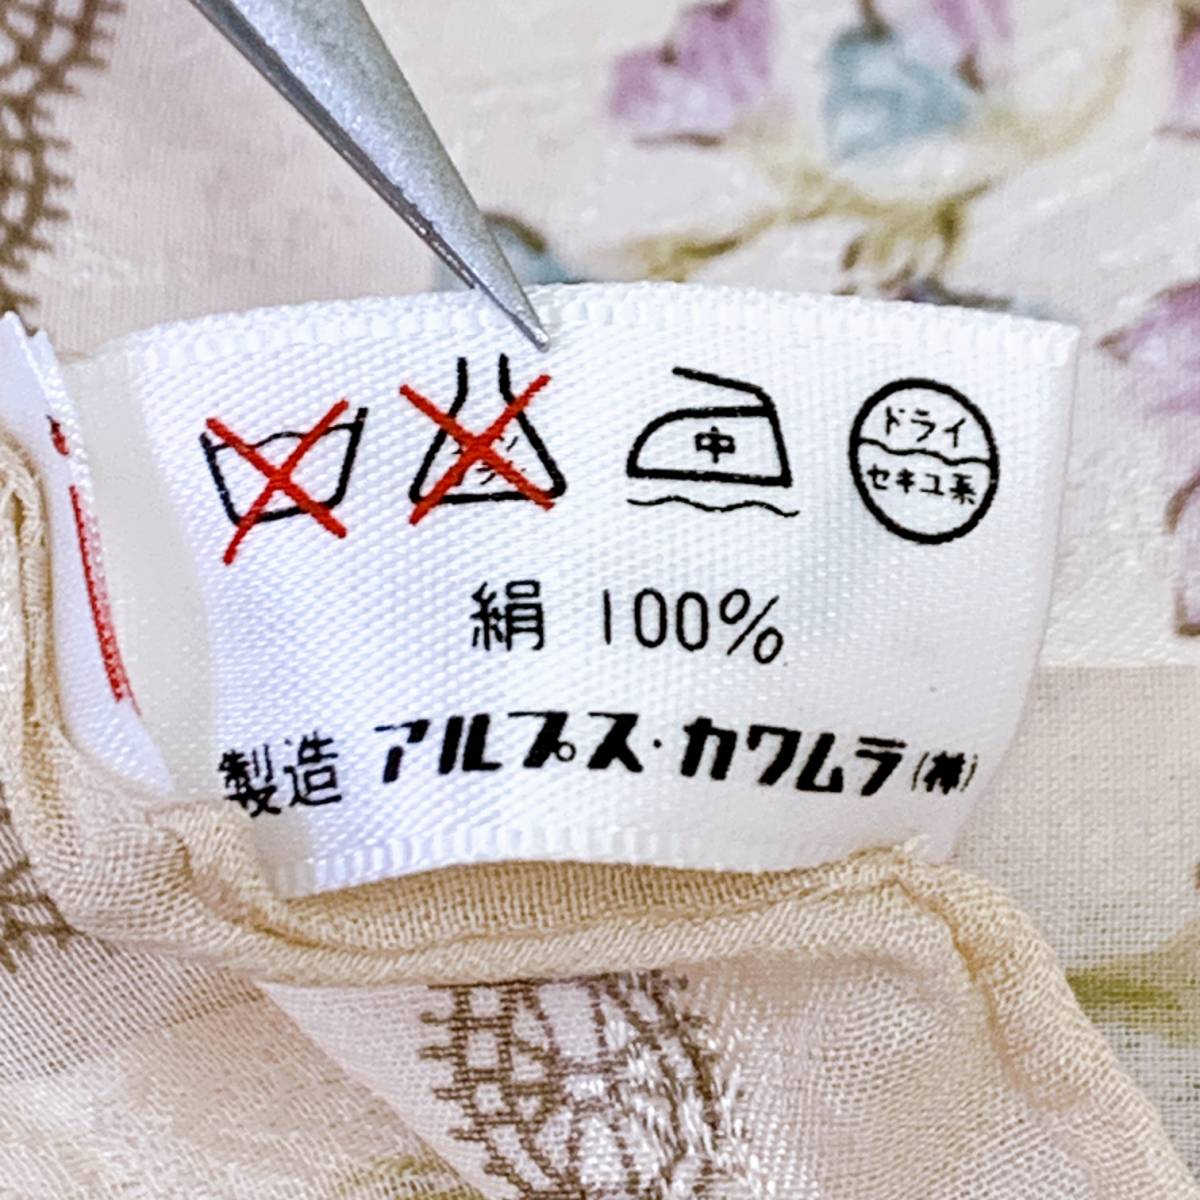 中
ドライ
セキユ系
絹 100%
製造 アルプス・カワムラ(株)